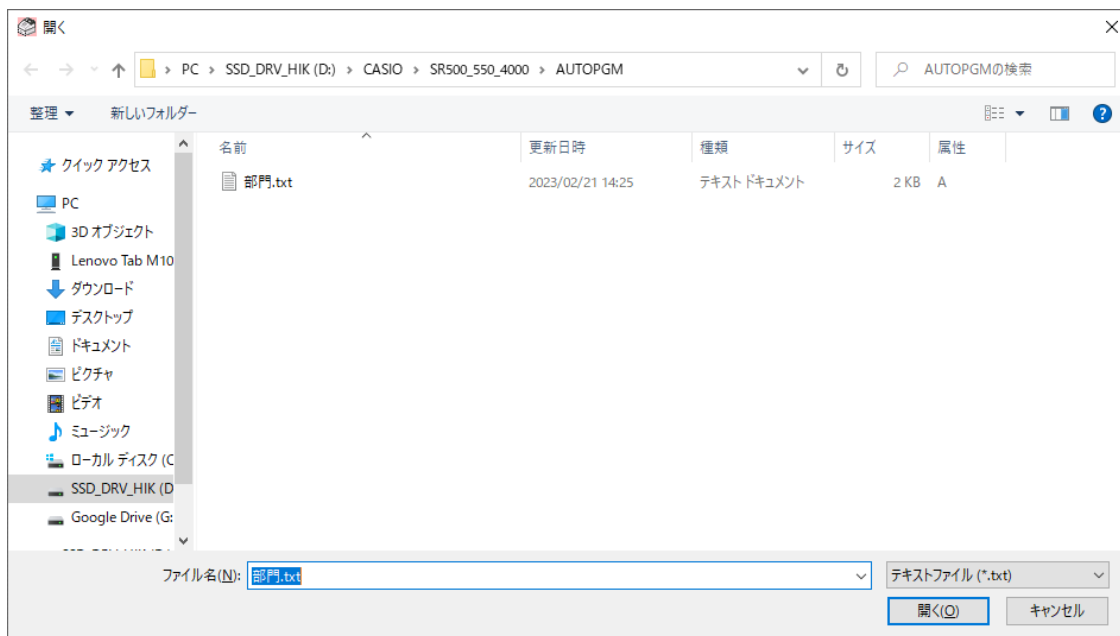 開く
PC › SSD_DRV_HIK (D:) › CASIO › SR500_550_4000 › AUTOPGM
AUTOPGMの検索
整理
新しいフォルダー
名前 更新日時 種類 サイズ 属性
クイック アクセス
部門.txt 2023/02/21 14:25 テキスト ドキュメント 2 KB A
PC
3D オブジェクト
Lenovo Tab M10
ダウンロード
デスクトップ
ドキュメント
ピクチャ
ビデオ
ミュージック
ローカル ディスク (C
SSD_DRV_HIK (D
Google Drive (G:
ファイル名(N): 部門.txt
テキストファイル (*.txt)
開く(O)
キャンセル